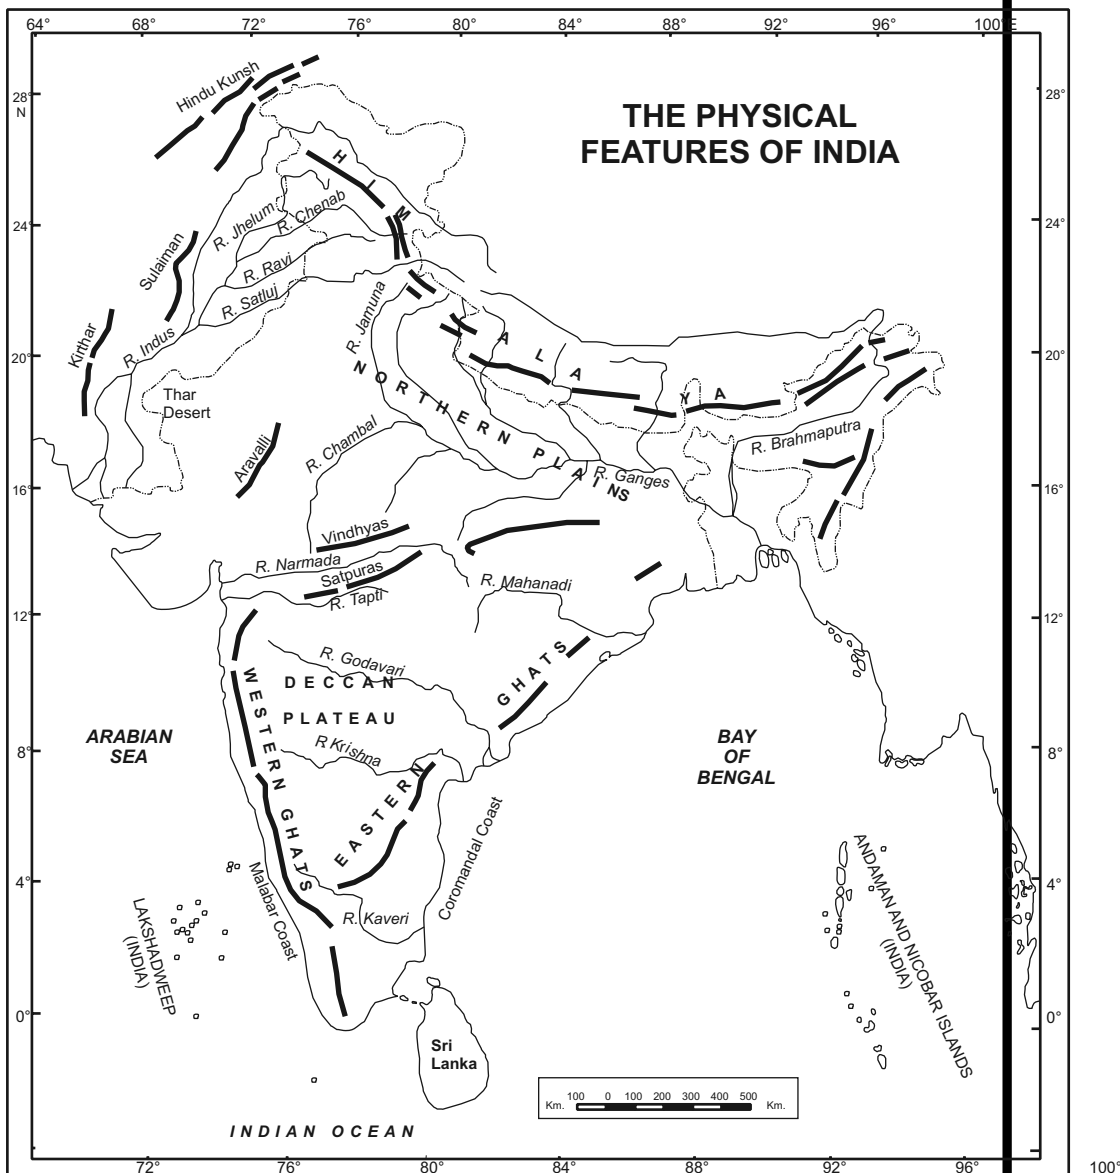 64°
68°
72°
76°
80°
84°
88°
92°
96°
100°E
THE PHYSICAL
FEATURES OF INDIA
28°
N
28°
24°
24°
20°
20°
16°
16°
12°
12°
8°
8°
4°
4°
0°
0°
Hindu Kunsh
HIM
ALA
YA
R. Jhelum
R. Chenab
Sulaiman
R. Ravi
R. Satluj
Kirthar
R. Indus
R. Jamuna
Thar
Desert
NORTHERN PLAINS
Aravalli
R. Chambal
R. Ganges
R. Brahmaputra
Vindhyas
R. Narmada
Satpuras
R. Tapti
R. Mahanadi
R. Godavari
DECCAN
PLATEAU
WESTERN GHATS
EASTERN
GHATS
R Krishna
ARABIAN
SEA
BAY
OF
BENGAL
Malabar Coast
Coromandal Coast
R. Kaveri
LAKSHADWEEP
(INDIA)
ANDAMAN AND NICOBAR ISLANDS
(INDIA)
Sri
Lanka
Km. 100 0 100 200 300 400 500 Km.
INDIAN OCEAN
72°
76°
80°
84°
88°
92°
96°
100°